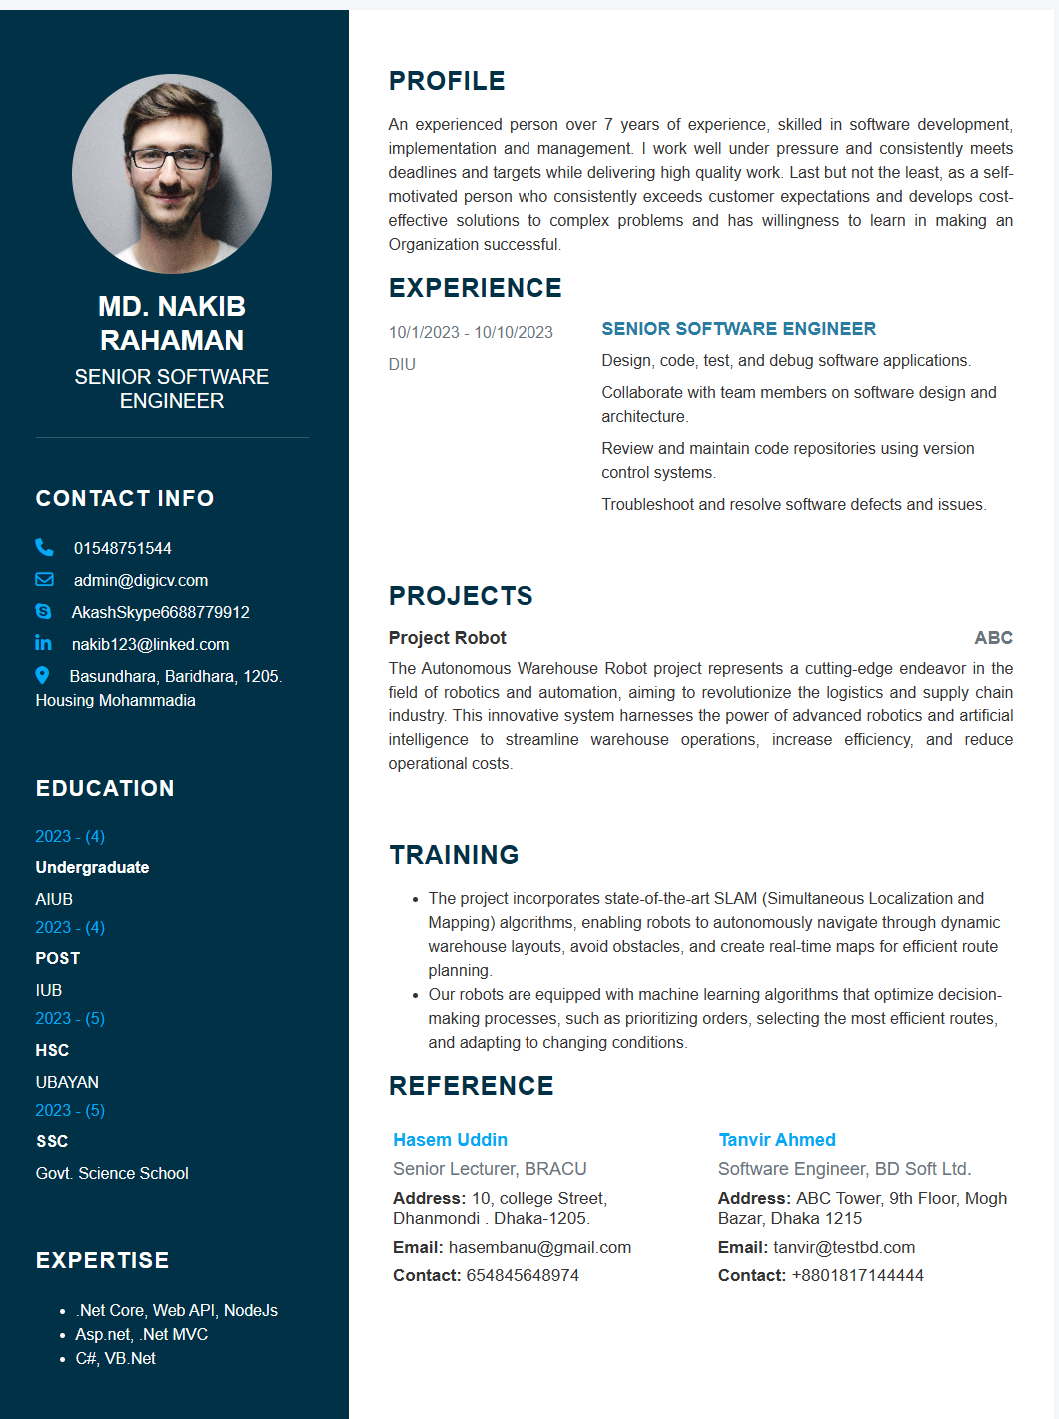 MD. NAKIB
RAHAMAN
SENIOR SOFTWARE
ENGINEER
CONTACT INFO
01548751544
admin@digicv.com
AkashSkype6688779912
nakib123@linked.com
Basundhara, Baridhara, 1205.
Housing Mohammadia
EDUCATION
2023 - (4)
Undergraduate
AIUB
2023 - (4)
POST
IUB
2023 - (5)
HSC
UBAYAN
2023 - (5)
SSC
Govt. Science School
EXPERTISE
• .Net Core, Web API, NodeJs
• Asp.net, .Net MVC
• C#, VB.Net
PROFILE
An experienced person over 7 years of experience, skilled in software development,
implementation and management. I work well under pressure and consistently meets
deadlines and targets while delivering high quality work. Last but not the least, as a self-
motivated person who consistently exceeds customer expectations and develops cost-
effective solutions to complex problems and has willingness to learn in making an
Organization successful.
EXPERIENCE
10/1/2023 - 10/10/2023
DIU
SENIOR SOFTWARE ENGINEER
Design, code, test, and debug software applications.
Collaborate with team members on software design and
architecture.
Review and maintain code repositories using version
control systems.
Troubleshoot and resolve software defects and issues.
PROJECTS
Project Robot ABC
The Autonomous Warehouse Robot project represents a cutting-edge endeavor in the
field of robotics and automation, aiming to revolutionize the logistics and supply chain
industry. This innovative system harnesses the power of advanced robotics and artificial
intelligence to streamline warehouse operations, increase efficiency, and reduce
operational costs.
TRAINING
• The project incorporates state-of-the-art SLAM (Simultaneous Localization and
Mapping) algorithms, enabling robots to autonomously navigate through dynamic
warehouse layouts, avoid obstacles, and create real-time maps for efficient route
planning.
• Our robots are equipped with machine learning algorithms that optimize decision-
making processes, such as prioritizing orders, selecting the most efficient routes,
and adapting to changing conditions.
REFERENCE
Hasem Uddin
Senior Lecturer, BRACU
Address: 10, college Street,
Dhanmondi . Dhaka-1205.
Email: hasembanu@gmail.com
Contact: 654845648974
Tanvir Ahmed
Software Engineer, BD Soft Ltd.
Address: ABC Tower, 9th Floor, Mogh
Bazar, Dhaka 1215
Email: tanvir@testbd.com
Contact: +8801817144444